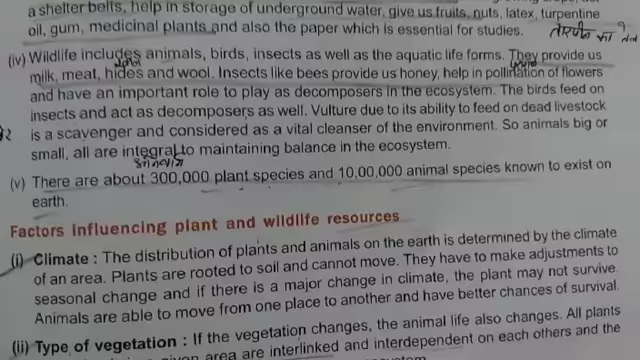 a shelter belts, help in storage of underground water, give us fruits, nuts, latex, turpentine
oil, gum, medicinal plants and also the paper which is essential for studies.
(iv) Wildlife includes animals, birds, insects as well as the aquatic life forms. They provide us
milk, meat, hides and wool. Insects like bees provide us honey, help in pollination of flowers
and have an important role to play as decomposers in the ecosystem. The birds feed on
insects and act as decomposers as well. Vulture due to its ability to feed on dead livestock
is a scavenger and considered as a vital cleanser of the environment. So animals big or
small, all are integral to maintaining balance in the ecosystem.
(v) There are about 300,000 plant species and 10,00,000 animal species known to exist on
earth.
Factors influencing plant and wildlife resources
(i) Climate : The distribution of plants and animals on the earth is determined by the climate
of an area. Plants are rooted to soil and cannot move. They have to make adjustments to
seasonal change and if there is a major change in climate, the plant may not survive.
Animals are able to move from one place to another and have better chances of survival.
(ii) Type of vegetation : If the vegetation changes, the animal life also changes. All plants
given area are interlinked and interdependent on each others and the